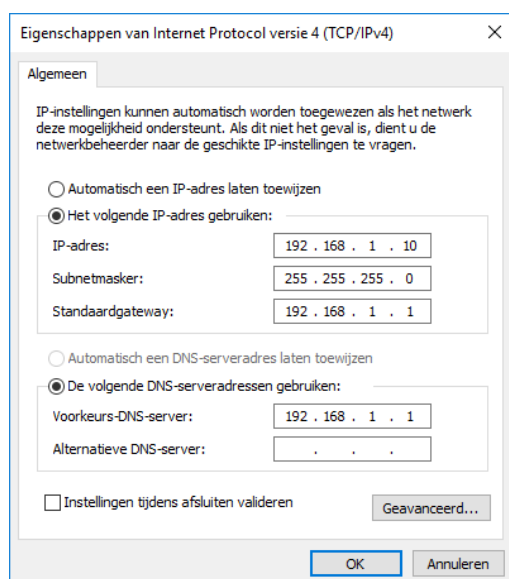 Eigenschappen van Internet Protocol versie 4 (TCP/IPv4)
Algemeen
IP-instellingen kunnen automatisch worden toegewezen als het netwerk
deze mogelijkheid ondersteunt. Als dit niet het geval is, dient u de
netwerkbeheerder naar de geschikte IP-instellingen te vragen.
Automatisch een IP-adres laten toewijzen
Het volgende IP-adres gebruiken:
IP-adres: 192 . 168 . 1 . 10
Subnetmasker: 255 . 255 . 255 . 0
Standaardgateway: 192 . 168 . 1 . 1
Automatisch een DNS-serveradres laten toewijzen
De volgende DNS-serveradressen gebruiken:
Voorkeurs-DNS-server: 192 . 168 . 1 . 1
Alternatieve DNS-server: . . .
Instellingen tijdens afsluiten valideren
Geavanceerd...
OK Annuleren